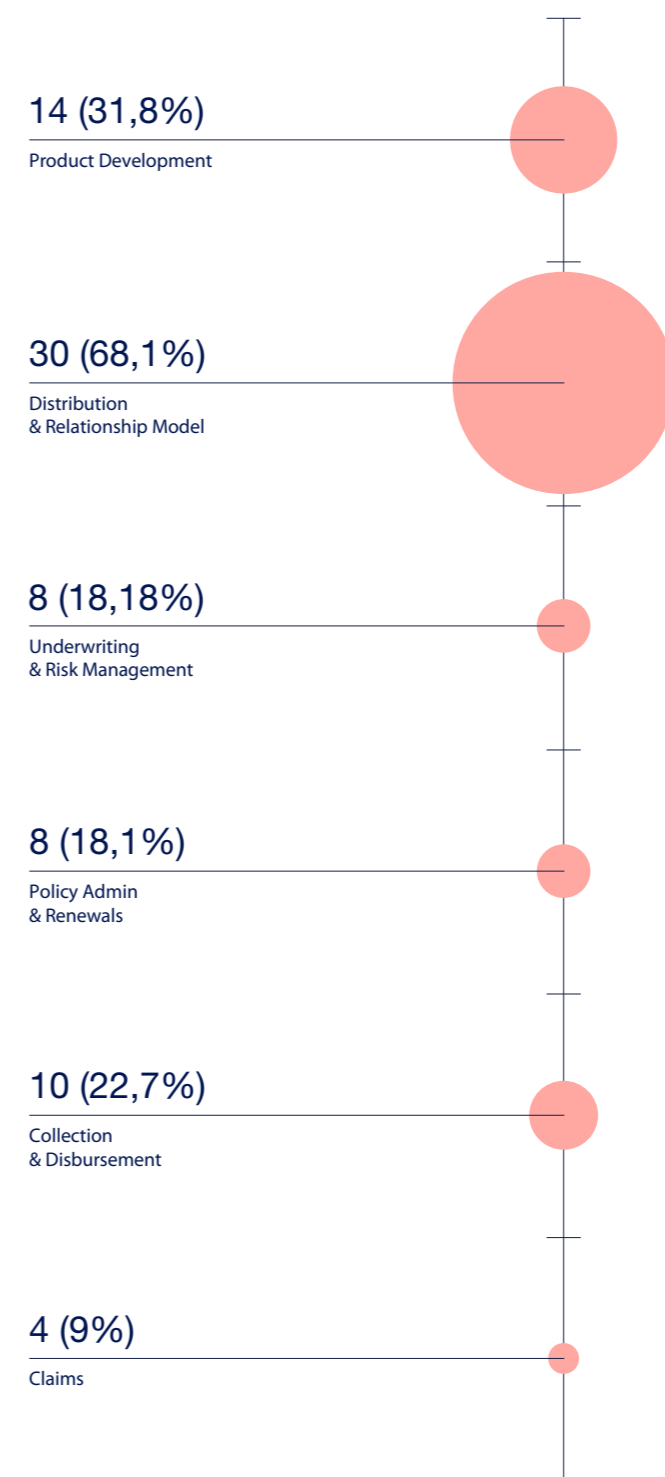 14 (31,8%)
Product Development
30 (68,1%)
Distribution
& Relationship Model
8 (18,18%)
Underwriting
& Risk Management
8 (18,1%)
Policy Admin
& Renewals
10 (22,7%)
Collection
& Disbursement
4 (9%)
Claims